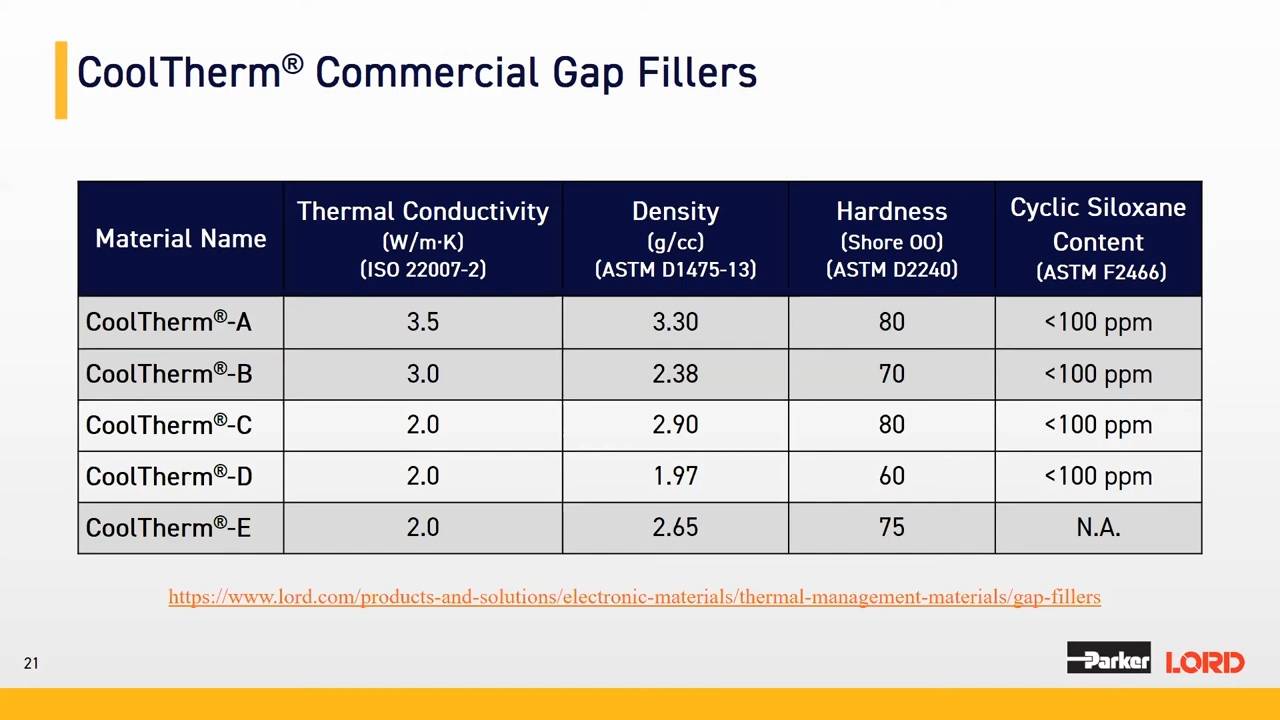 CoolTherm® Commercial Gap Fillers
Material Name
Thermal Conductivity
(W/m·K)
(ISO 22007-2)
Density
(g/cc)
(ASTM D1475-13)
Hardness
(Shore OO)
(ASTM D2240)
Cyclic Siloxane
Content
(ASTM F2466)
CoolTherm®-A 3.5 3.30 80 <100 ppm
CoolTherm®-B 3.0 2.38 70 <100 ppm
CoolTherm®-C 2.0 2.90 80 <100 ppm
CoolTherm®-D 2.0 1.97 60 <100 ppm
CoolTherm®-E 2.0 2.65 75 N.A.
https://www.lord.com/products-and-solutions/electronic-materials/thermal-management-materials/gap-fillers
21
Parker LORD